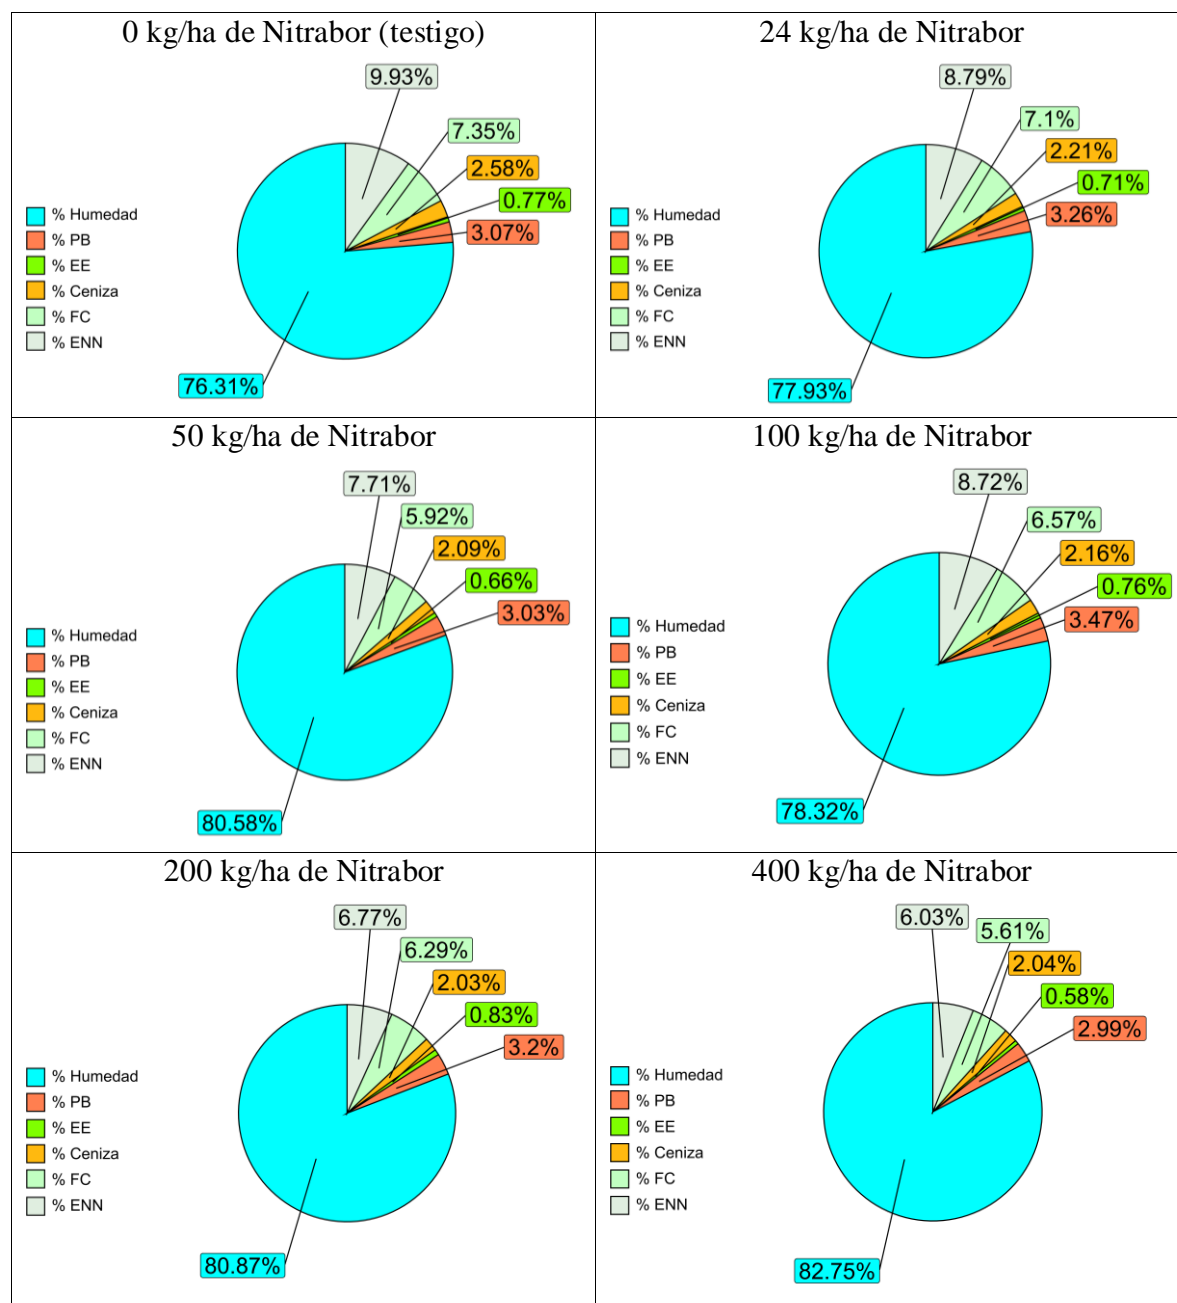 0 kg/ha de Nitrabor (testigo)
9.93%
7.35%
2.58%
0.77%
3.07%
76.31%
% Humedad
% PB
% EE
% Ceniza
% FC
% ENN
24 kg/ha de Nitrabor
8.79%
7.1%
2.21%
0.71%
3.26%
77.93%
% Humedad
% PB
% EE
% Ceniza
% FC
% ENN
50 kg/ha de Nitrabor
7.71%
5.92%
2.09%
0.66%
3.03%
80.58%
% Humedad
% PB
% EE
% Ceniza
% FC
% ENN
100 kg/ha de Nitrabor
8.72%
6.57%
2.16%
0.76%
3.47%
78.32%
% Humedad
% PB
% EE
% Ceniza
% FC
% ENN
200 kg/ha de Nitrabor
6.77%
6.29%
2.03%
0.83%
3.2%
80.87%
% Humedad
% PB
% EE
% Ceniza
% FC
% ENN
400 kg/ha de Nitrabor
6.03%
5.61%
2.04%
0.58%
2.99%
82.75%
% Humedad
% PB
% EE
% Ceniza
% FC
% ENN